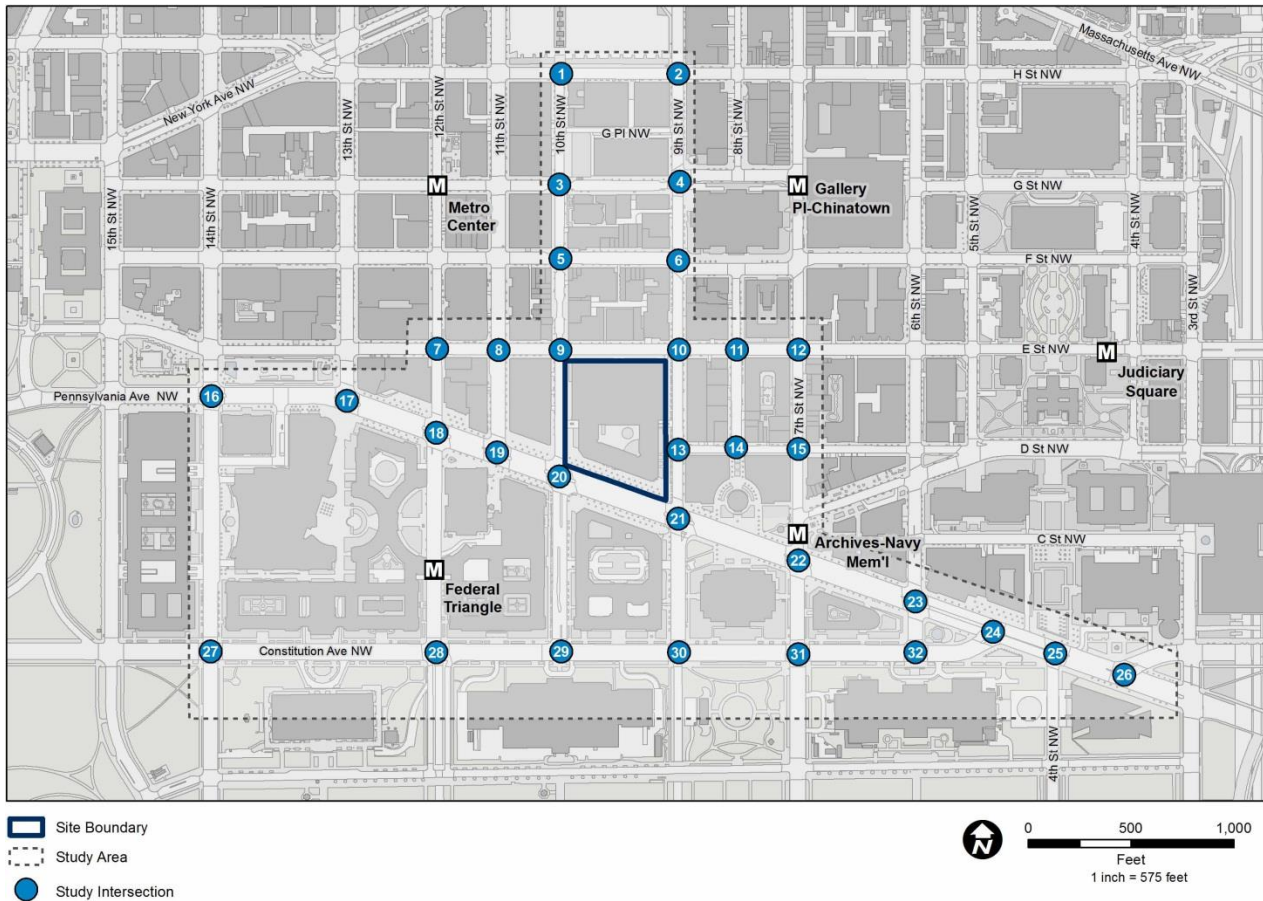 Massachusetts Ave NW
1
2
H St NW
New York Ave NW
13th St NW
12th St NW
11th St NW
10th St NW
G Pl NW
9th St NW
8th St NW
3
4
M
Metro
Center
M
Gallery
Pl-Chinatown
G St NW
15th St NW
14th St NW
5th St NW
4th St NW
5
6
F St NW
6th St NW
3rd St NW
7
8
9
10
11
12
E St NW
M
Judiciary
Square
Pennsylvania Ave NW
16
17
7th St NW
18
19
13
14
15
D St NW
20
21
M
Archives-Navy
Mem'l
C St NW
22
M
Federal
Triangle
23
24
27
Constitution Ave NW
28
29
30
31
32
25
26
4th St NW
Site Boundary
Study Area
Study Intersection
N
0 500 1,000
Feet
1 inch = 575 feet